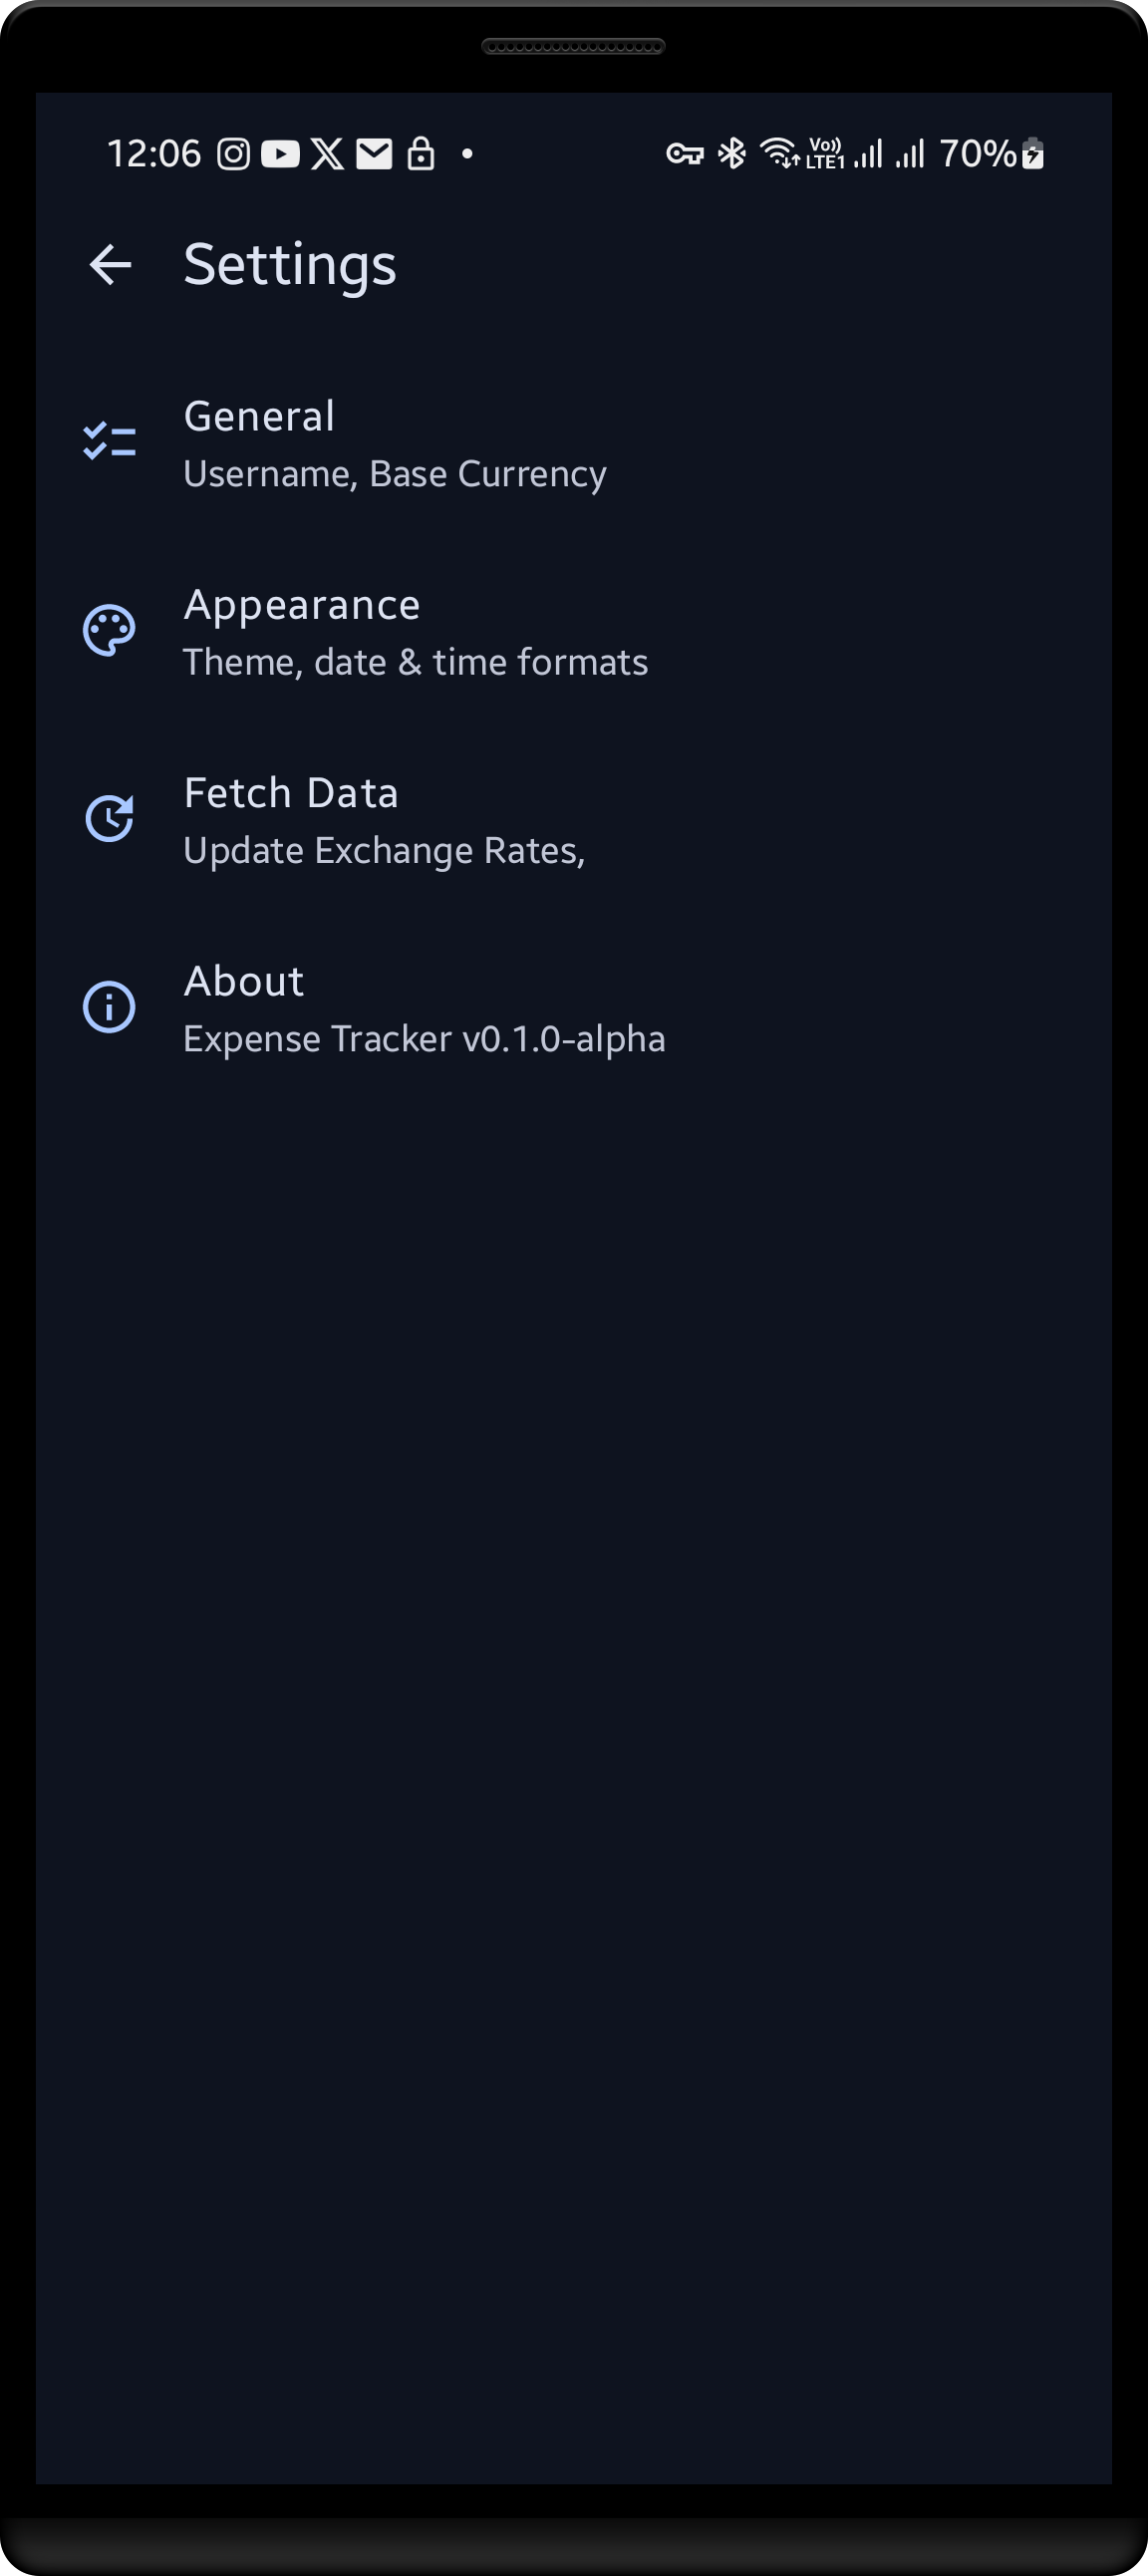 12:06 Vo)) LTE1 70%
Settings
General
Username, Base Currency
Appearance
Theme, date & time formats
Fetch Data
Update Exchange Rates,
About
Expense Tracker v0.1.0-alpha